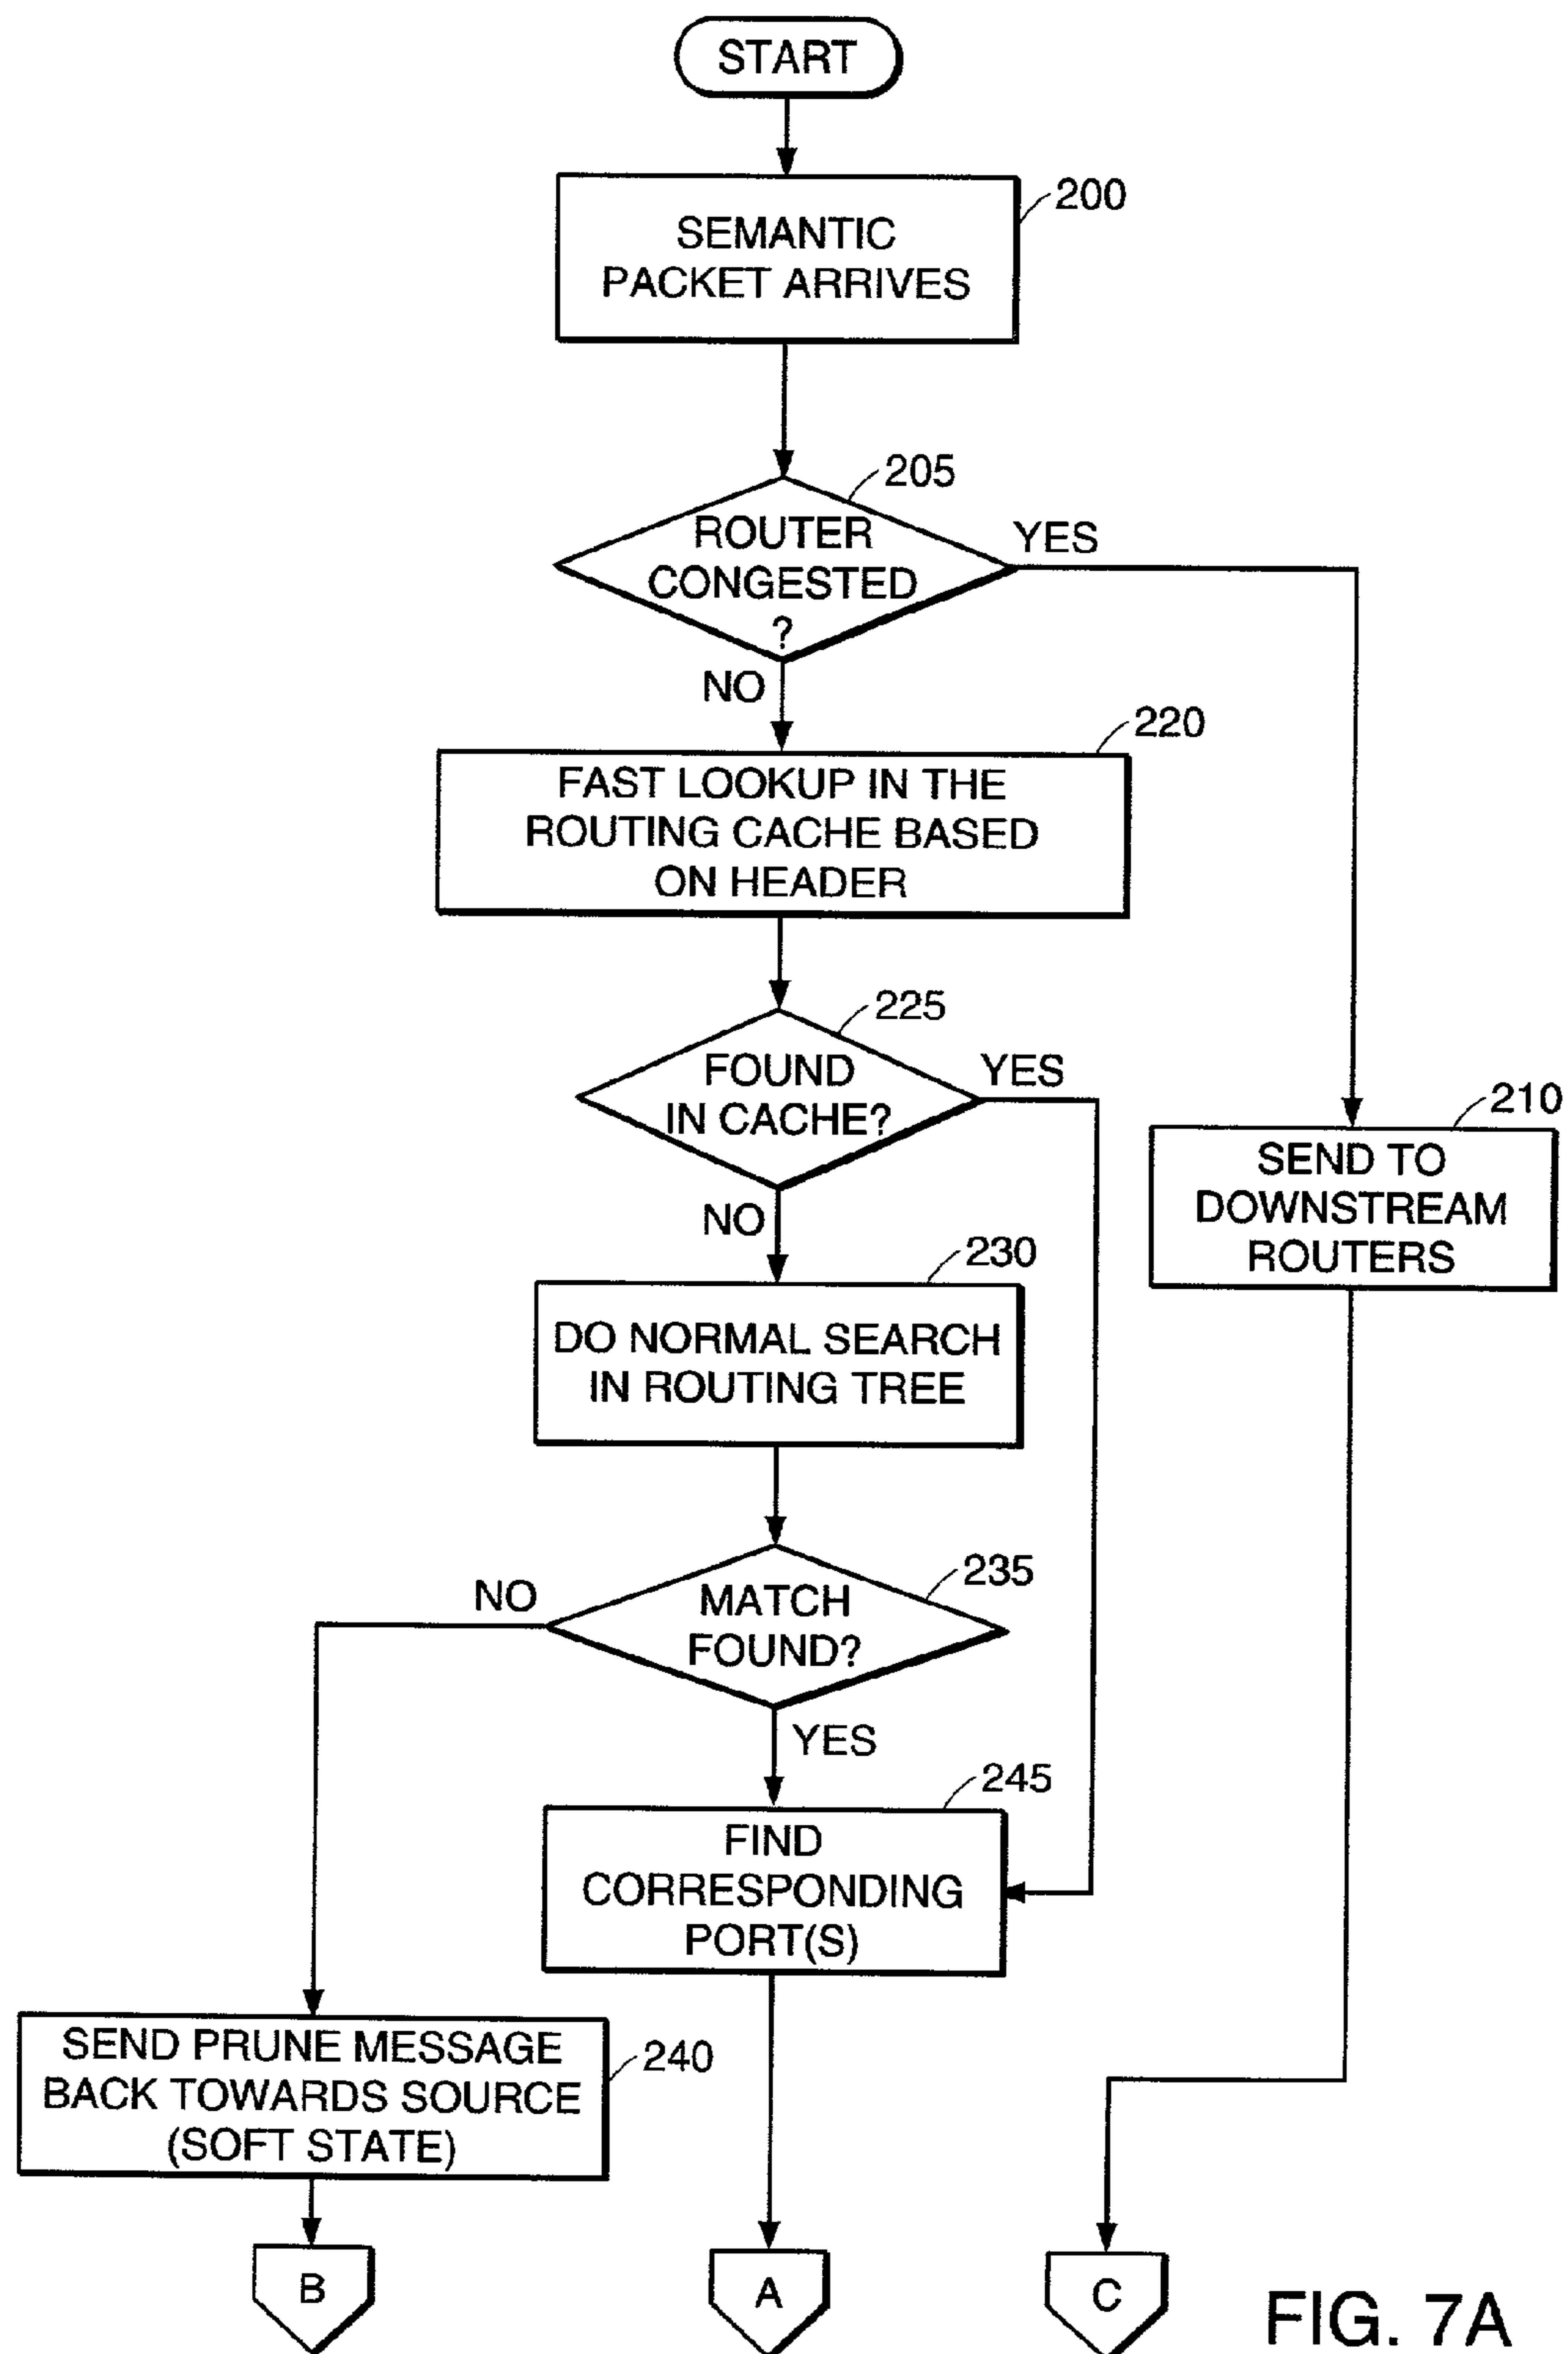 START
200
SEMANTIC
PACKET ARRIVES
205
ROUTER
CONGESTED
?
YES
NO
220
FAST LOOKUP IN THE
ROUTING CACHE BASED
ON HEADER
225
FOUND
IN CACHE?
YES
NO
210
SEND TO
DOWNSTREAM
ROUTERS
230
DO NORMAL SEARCH
IN ROUTING TREE
235
MATCH
FOUND?
NO
YES
245
FIND
CORRESPONDING
PORT(S)
SEND PRUNE MESSAGE
BACK TOWARDS SOURCE
(SOFT STATE)
240
B
A
C
FIG. 7A